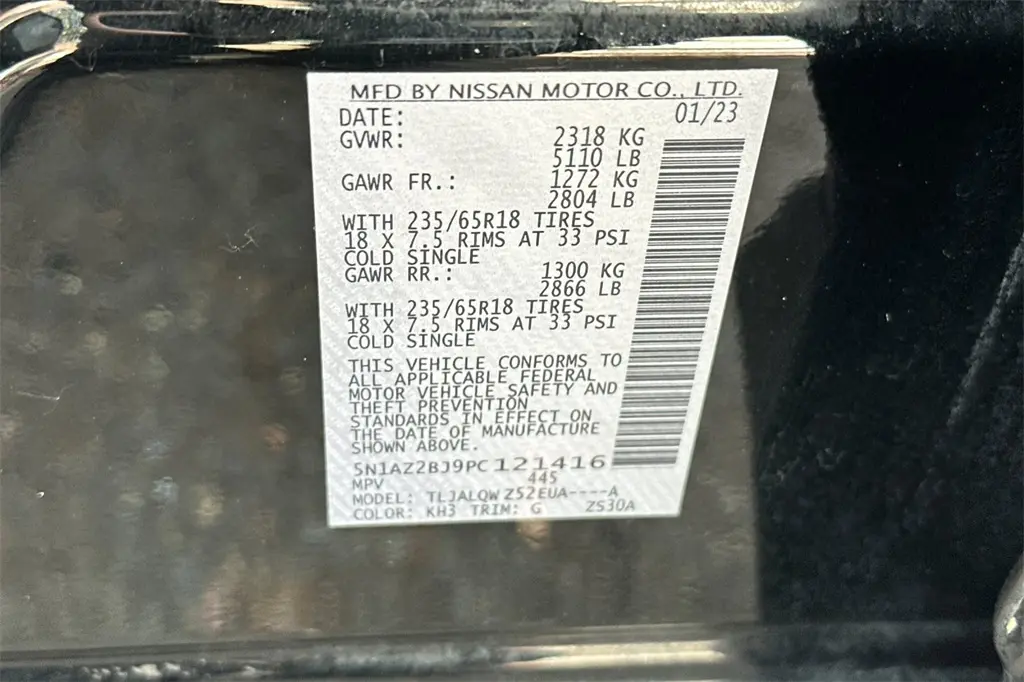 MFD BY NISSAN MOTOR CO., LTD.
DATE: 01/23
GVWR: 2318 KG
5110 LB
GAWR FR.: 1272 KG
2804 LB
WITH 235/65R18 TIRES
18 X 7.5 RIMS AT 33 PSI
COLD SINGLE
GAWR RR.: 1300 KG
2866 LB
WITH 235/65R18 TIRES
18 X 7.5 RIMS AT 33 PSI
COLD SINGLE
THIS VEHICLE CONFORMS TO
ALL APPLICABLE FEDERAL
MOTOR VEHICLE SAFETY AND
THEFT PREVENTION
STANDARDS IN EFFECT ON
THE DATE OF MANUFACTURE
SHOWN ABOVE.
5N1AZ2BJ9PC121416
MPV 445
MODEL: TLJALQW Z52EUA----A
COLOR: KH3 TRIM: G ZS30A